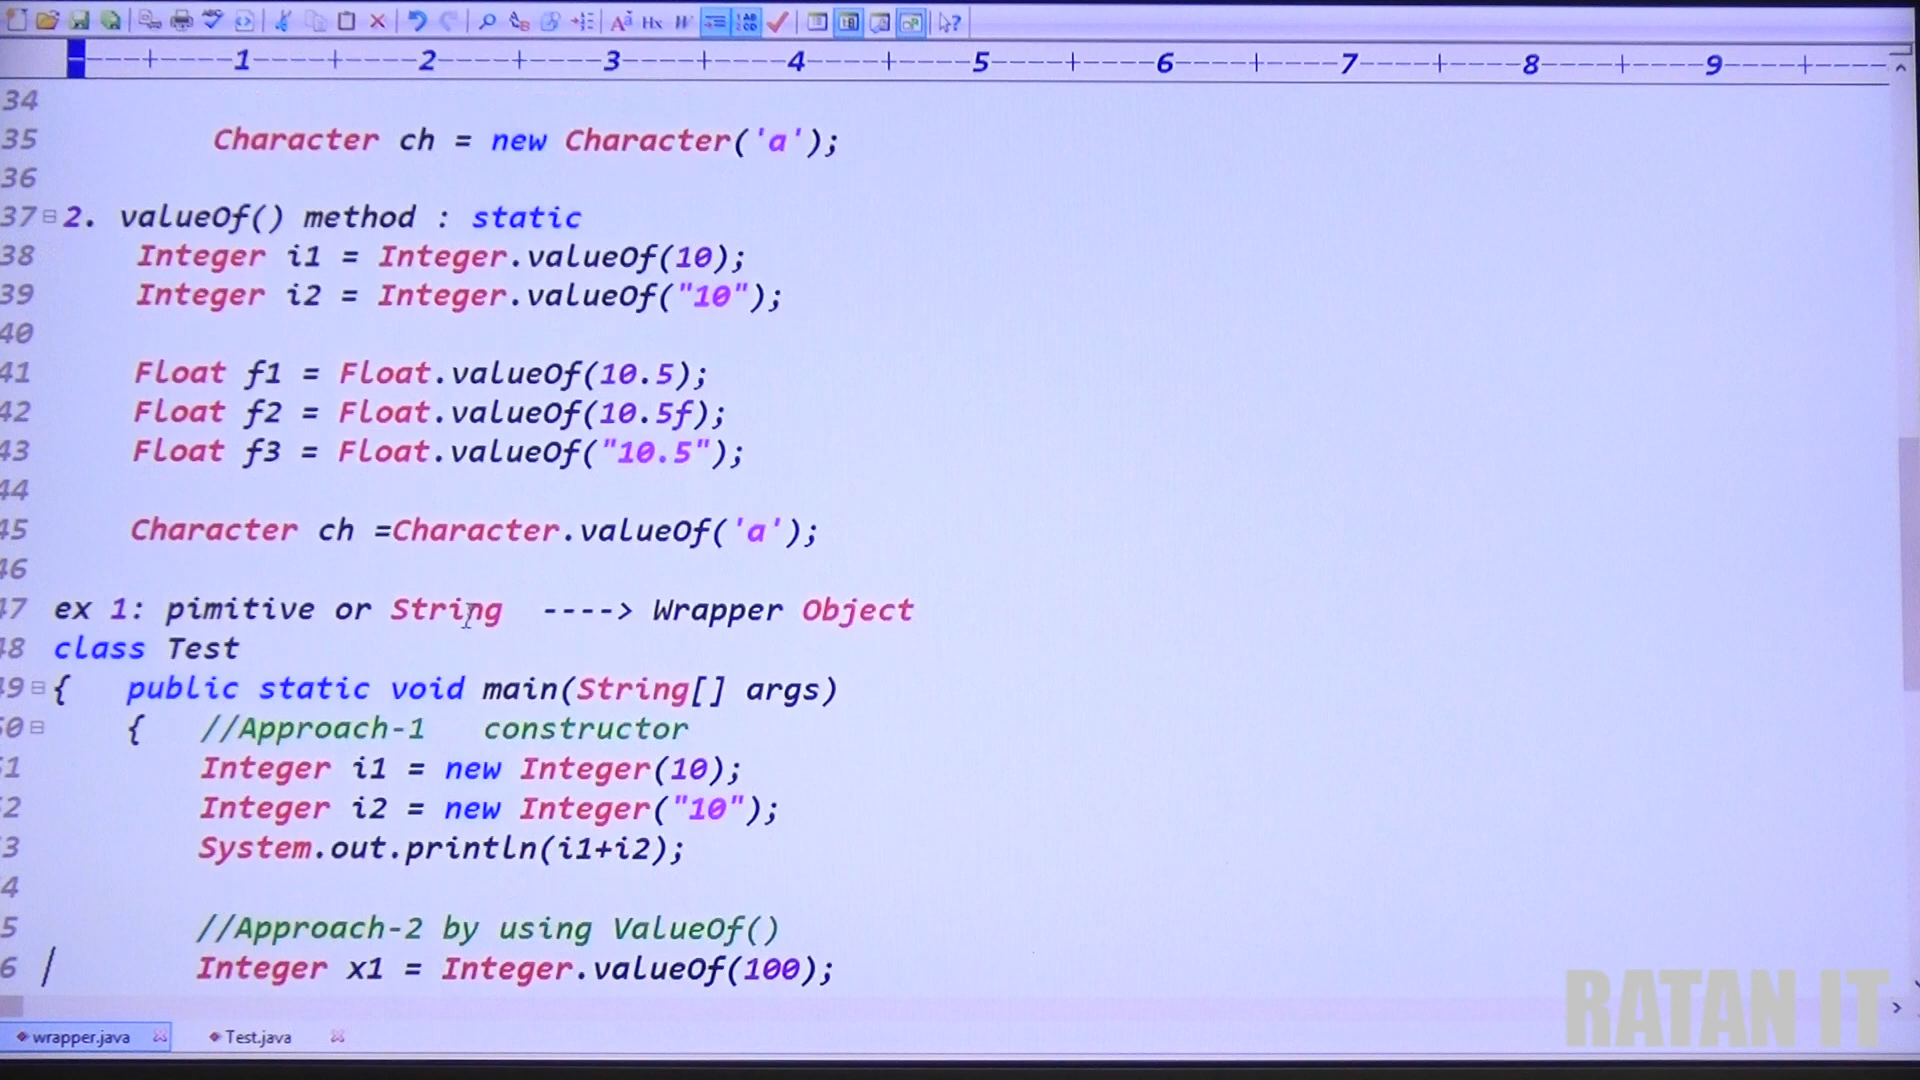 1 2 3 4 5 6 7 8 9
34
35 Character ch = new Character('a');
36
37 2. valueOf() method : static
38 Integer i1 = Integer.valueOf(10);
39 Integer i2 = Integer.valueOf("10");
40
41 Float f1 = Float.valueOf(10.5);
42 Float f2 = Float.valueOf(10.5f);
43 Float f3 = Float.valueOf("10.5");
44
45 Character ch =Character.valueOf('a');
46
47 ex 1: pimitive or String ----> Wrapper Object
48 class Test
49 { public static void main(String[] args)
50 { //Approach-1 constructor
1 Integer i1 = new Integer(10);
2 Integer i2 = new Integer("10");
3 System.out.println(i1+i2);
4
5 //Approach-2 by using ValueOf()
6 Integer x1 = Integer.valueOf(100);
RATAN IT
wrapper.java Test.java